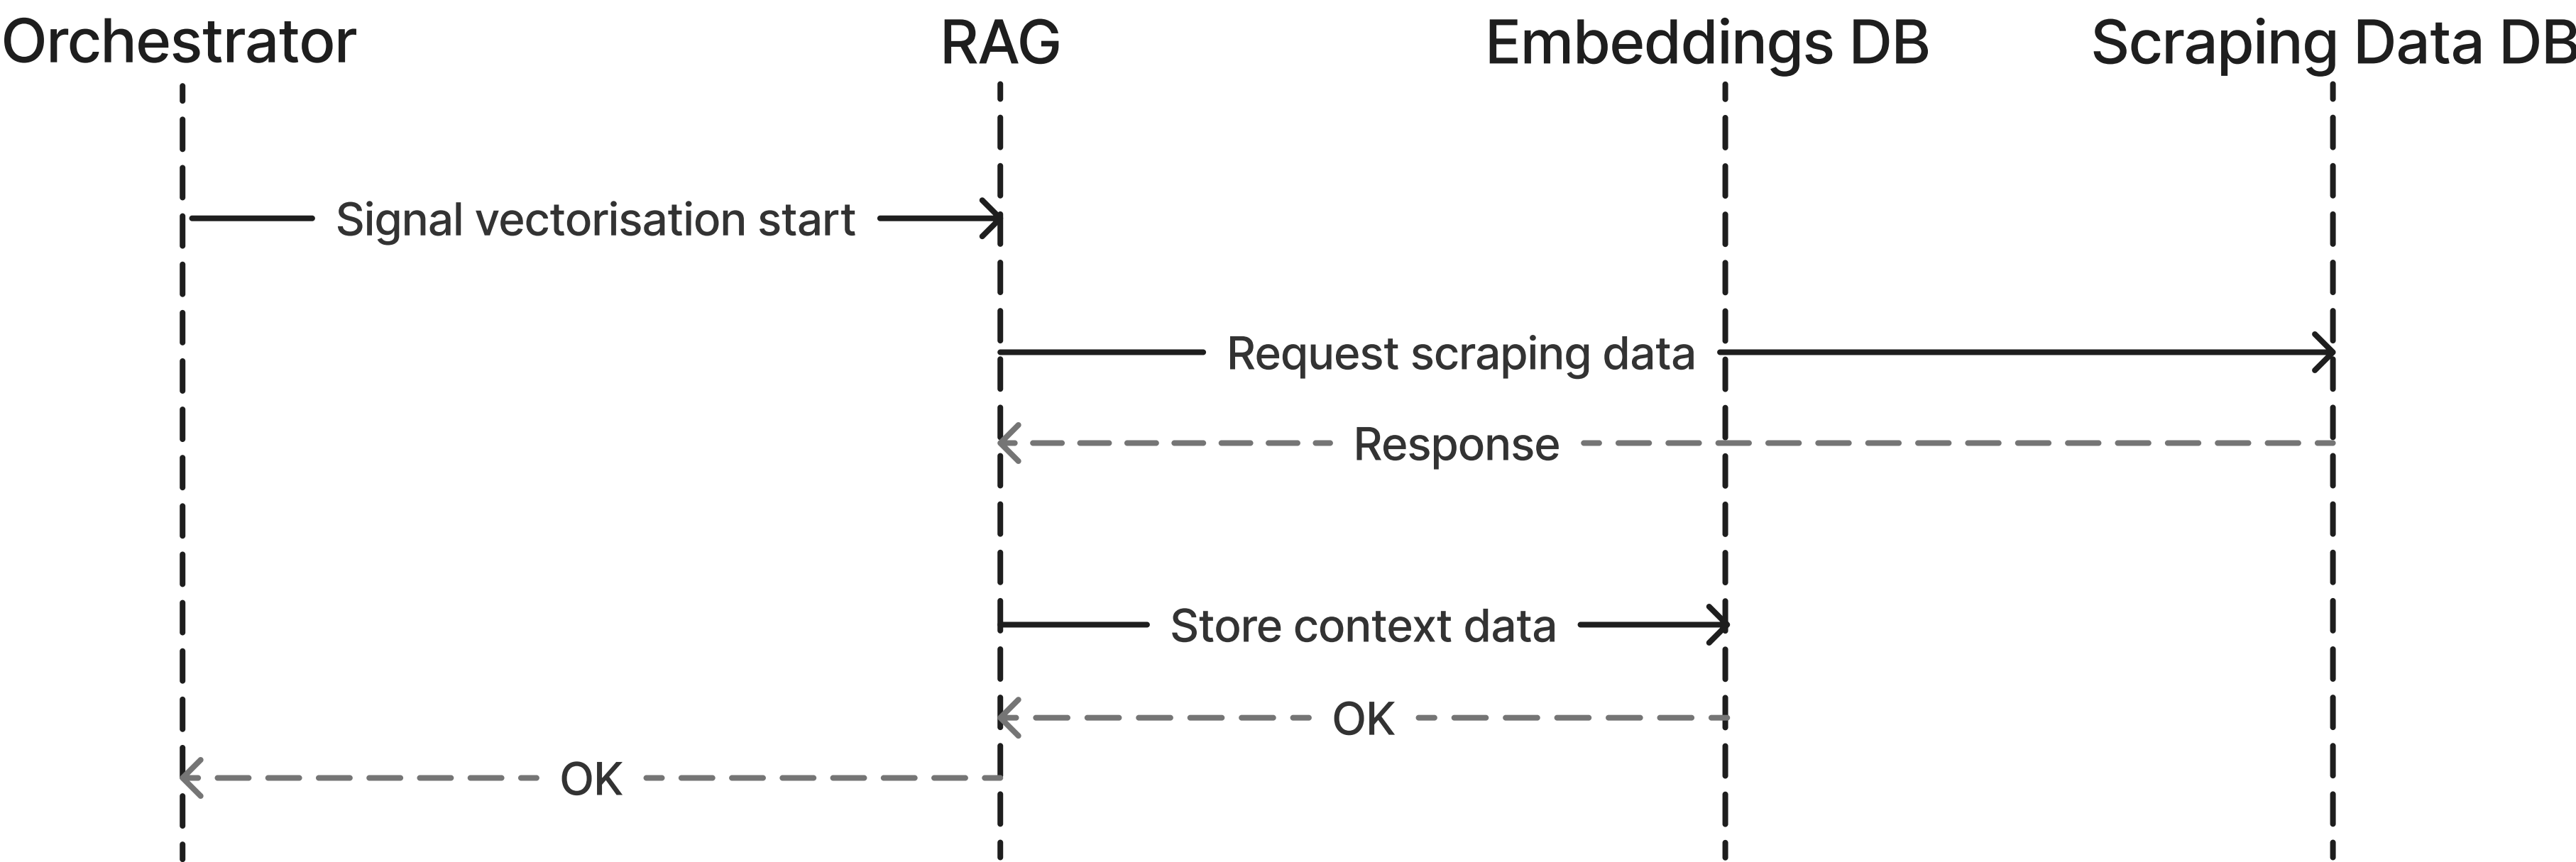 Orchestrator
RAG
Embeddings DB
Scraping Data DB
Signal vectorisation start
Request scraping data
Response
Store context data
OK
OK